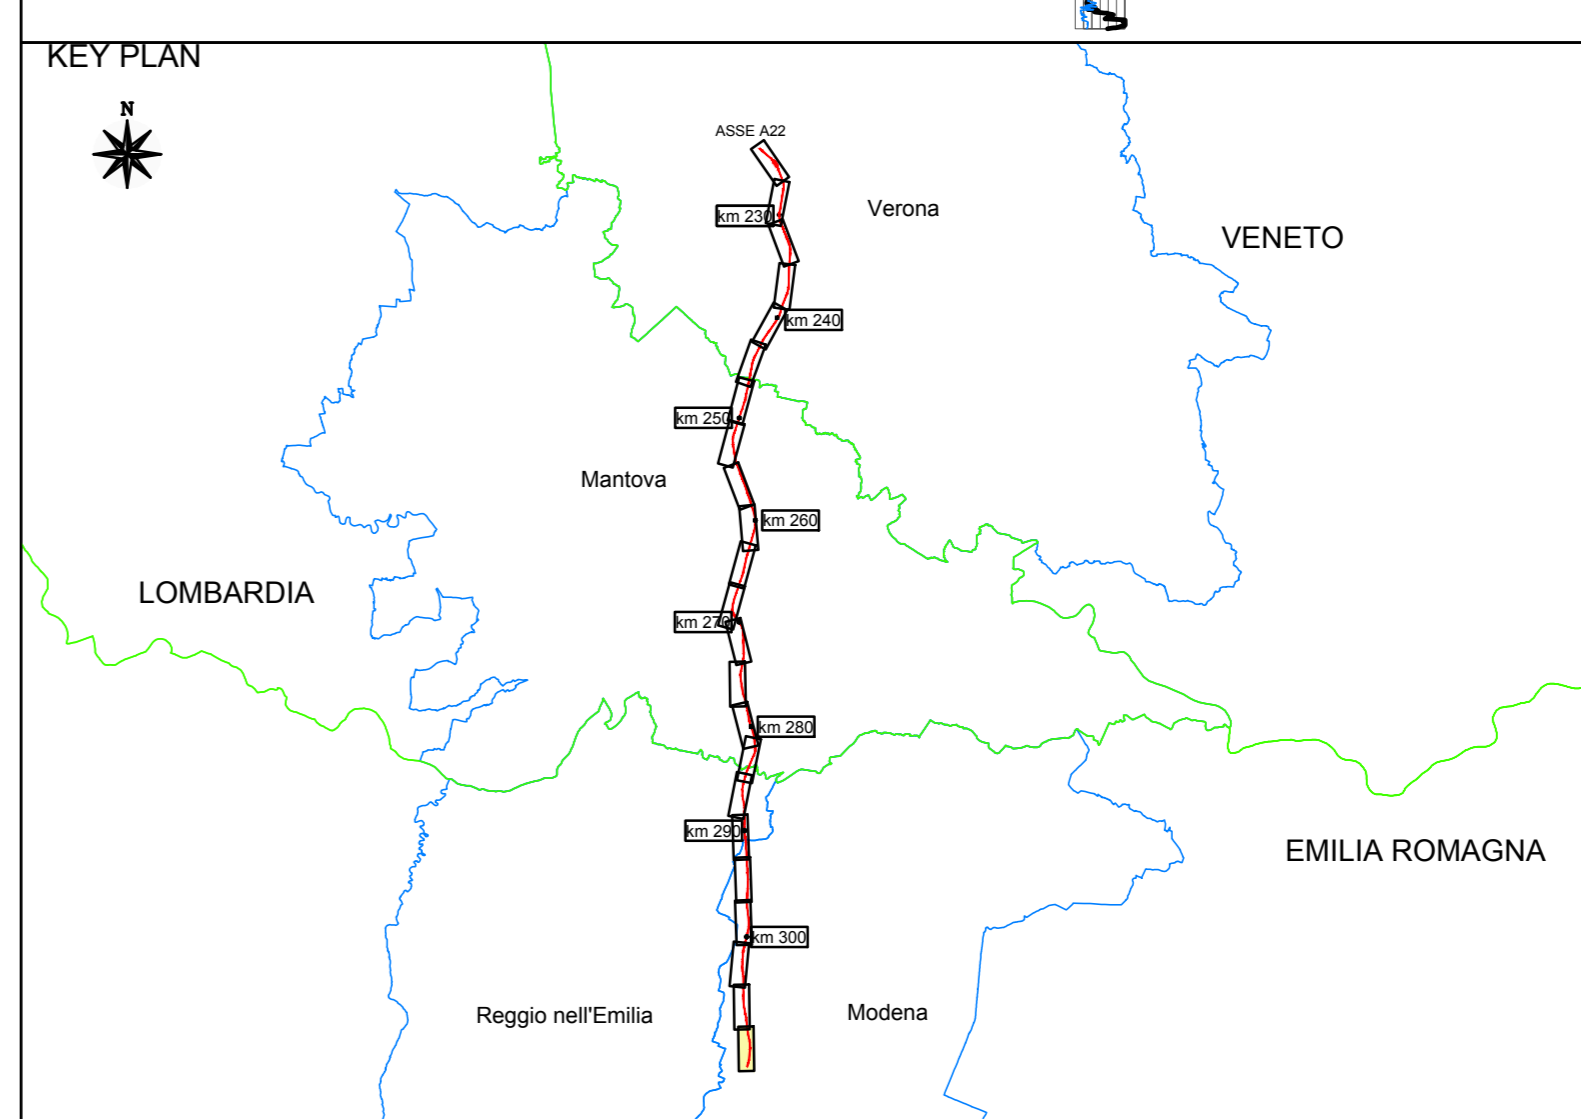 KEY PLAN
N
ASSE A22
Verona
km 230
VENETO
km 240
km 250
Mantova
km 260
LOMBARDIA
km 270
km 280
km 290
EMILIA ROMAGNA
km 300
Reggio nell'Emilia
Modena